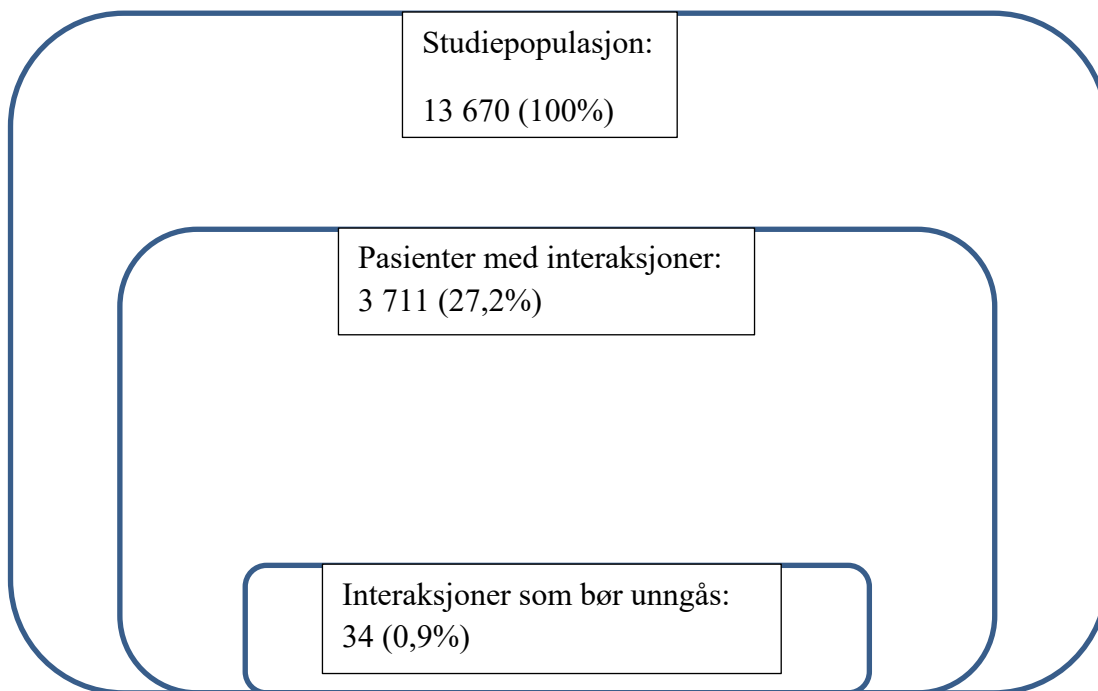 Studiepopulasjon:
13 670 (100%)
Pasienter med interaksjoner:
3 711 (27,2%)
Interaksjoner som bør unngås:
34 (0,9%)